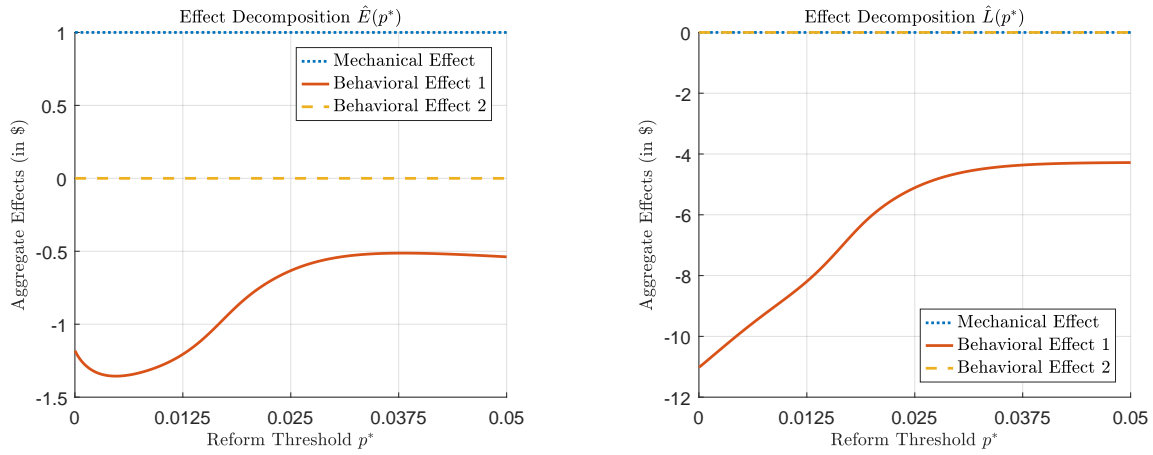 Effect Decomposition Ê(p*)
Aggregate Effects (in $)
1
0.5
0
-0.5
-1
-1.5
Mechanical Effect
Behavioral Effect 1
Behavioral Effect 2
0 0.0125 0.025 0.0375 0.05
Reform Threshold p*
Effect Decomposition L̂(p*)
Aggregate Effects (in $)
0
-2
-4
-6
-8
-10
-12
Mechanical Effect
Behavioral Effect 1
Behavioral Effect 2
0 0.0125 0.025 0.0375 0.05
Reform Threshold p*